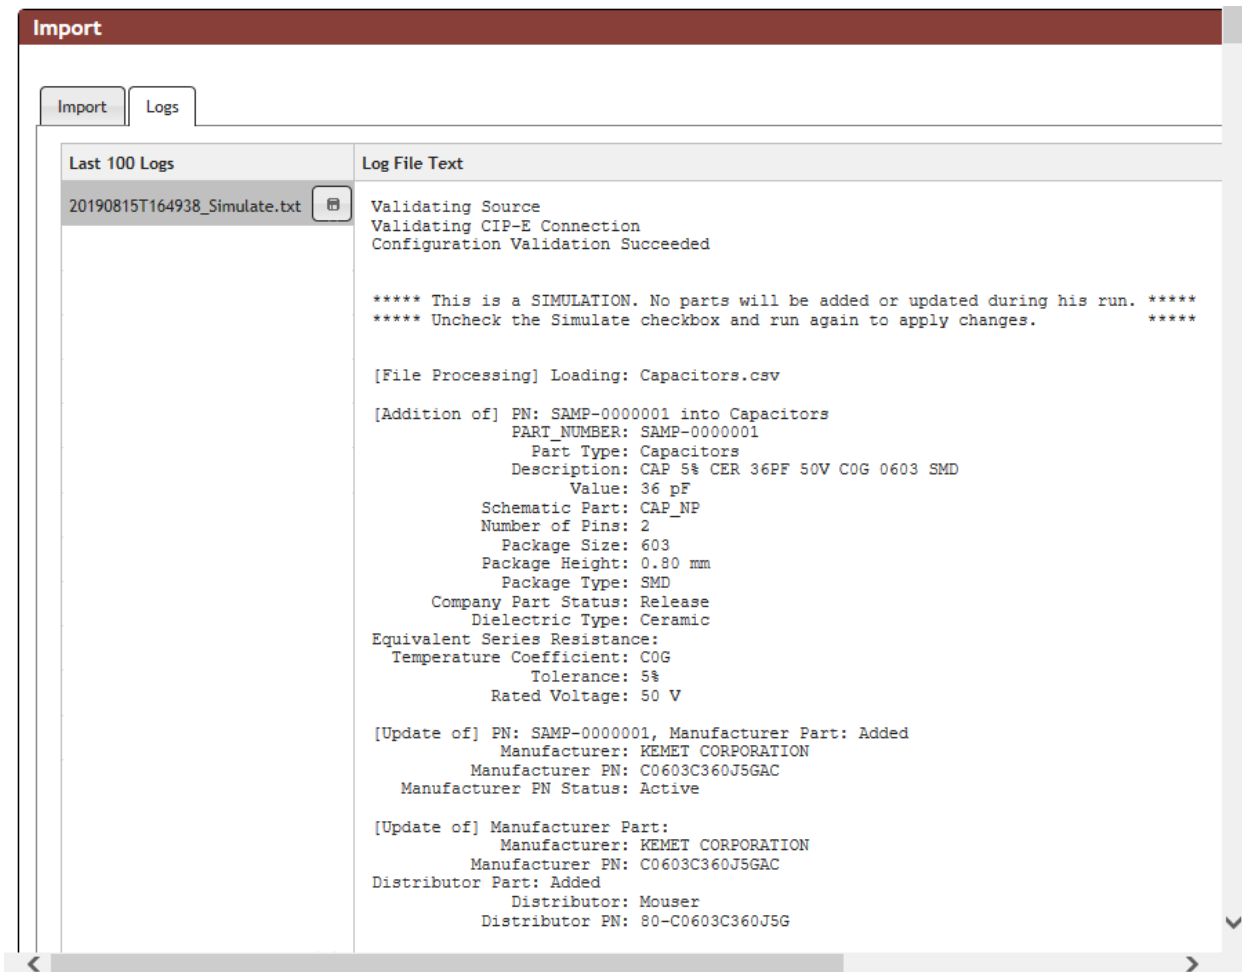 Import
Import
Logs
Last 100 Logs
Log File Text
20190815T164938_Simulate.txt
Validating Source
Validating CIP-E Connection
Configuration Validation Succeeded
***** This is a SIMULATION. No parts will be added or updated during his run. *****
***** Uncheck the Simulate checkbox and run again to apply changes. *****
[File Processing] Loading: Capacitors.csv
[Addition of] PN: SAMP-0000001 into Capacitors
PART_NUMBER: SAMP-0000001
Part Type: Capacitors
Description: CAP 5% CER 36PF 50V C0G 0603 SMD
Value: 36 pF
Schematic Part: CAP_NP
Number of Pins: 2
Package Size: 603
Package Height: 0.80 mm
Package Type: SMD
Company Part Status: Release
Dielectric Type: Ceramic
Equivalent Series Resistance:
Temperature Coefficient: C0G
Tolerance: 5%
Rated Voltage: 50 V
[Update of] PN: SAMP-0000001, Manufacturer Part: Added
Manufacturer: KEMET CORPORATION
Manufacturer PN: C0603C360J5GAC
Manufacturer PN Status: Active
[Update of] Manufacturer Part:
Manufacturer: KEMET CORPORATION
Manufacturer PN: C0603C360J5GAC
Distributor Part: Added
Distributor: Mouser
Distributor PN: 80-C0603C360J5G